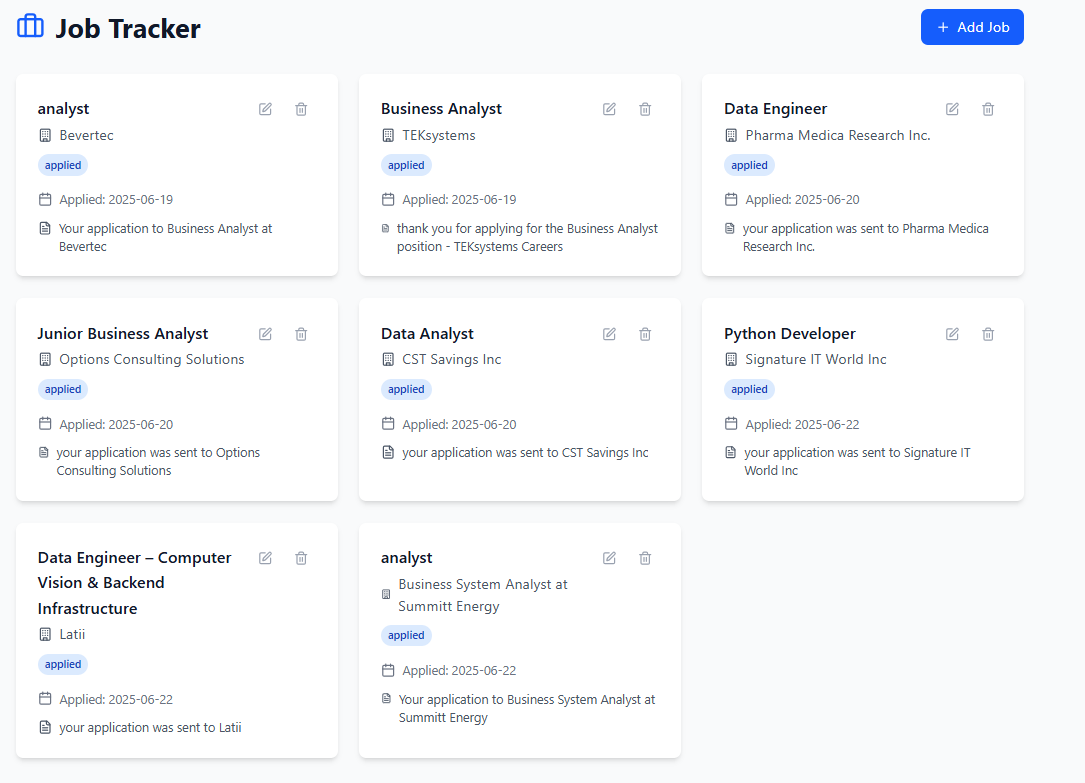 Job Tracker
+ Add Job
analyst
Bevertec
applied
Applied: 2025-06-19
Your application to Business Analyst at
Bevertec
Business Analyst
TEKsystems
applied
Applied: 2025-06-19
thank you for applying for the Business Analyst
position - TEKsystems Careers
Data Engineer
Pharma Medica Research Inc.
applied
Applied: 2025-06-20
your application was sent to Pharma Medica
Research Inc.
Junior Business Analyst
Options Consulting Solutions
applied
Applied: 2025-06-20
your application was sent to Options
Consulting Solutions
Data Analyst
CST Savings Inc
applied
Applied: 2025-06-20
your application was sent to CST Savings Inc
Python Developer
Signature IT World Inc
applied
Applied: 2025-06-22
your application was sent to Signature IT
World Inc
Data Engineer – Computer
Vision & Backend
Infrastructure
Latii
applied
Applied: 2025-06-22
your application was sent to Latii
analyst
Business System Analyst at
Summitt Energy
applied
Applied: 2025-06-22
Your application to Business System Analyst at
Summitt Energy